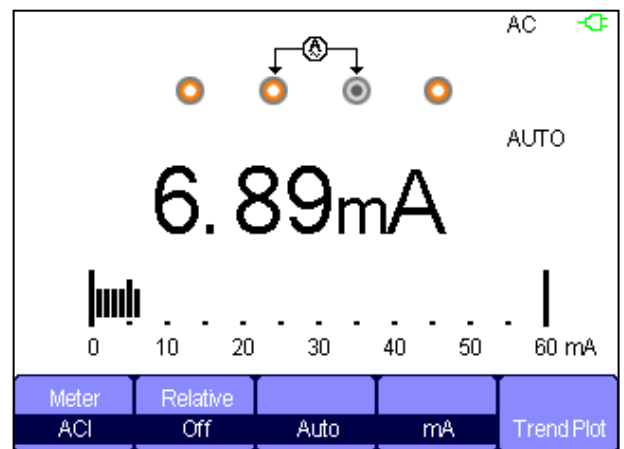 AC
A
AUTO
6.89mA
0 10 20 30 40 50 60 mA
Meter Relative
ACI Off Auto mA Trend Plot